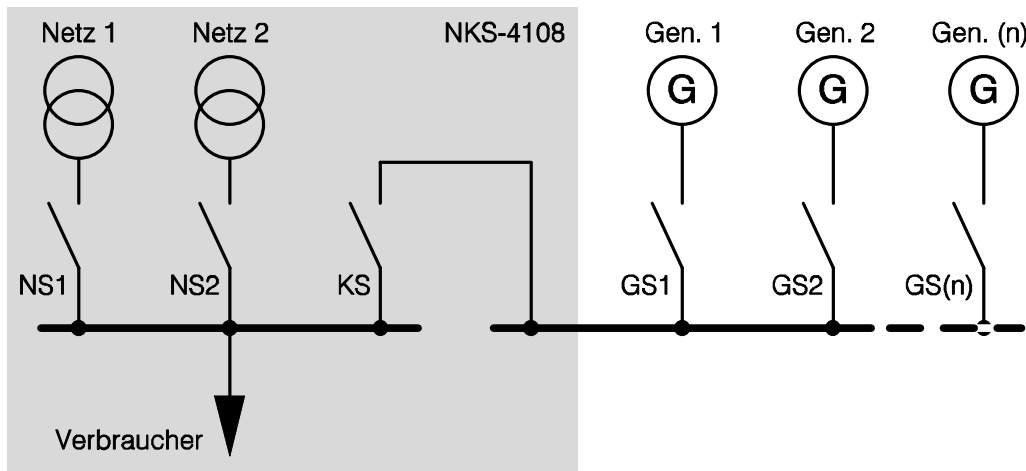 Netz 1 Netz 2 NKS-4108 Gen. 1 Gen. 2 Gen. (n)
G G G
NS1 NS2 KS GS1 GS2 GS(n)
Verbraucher